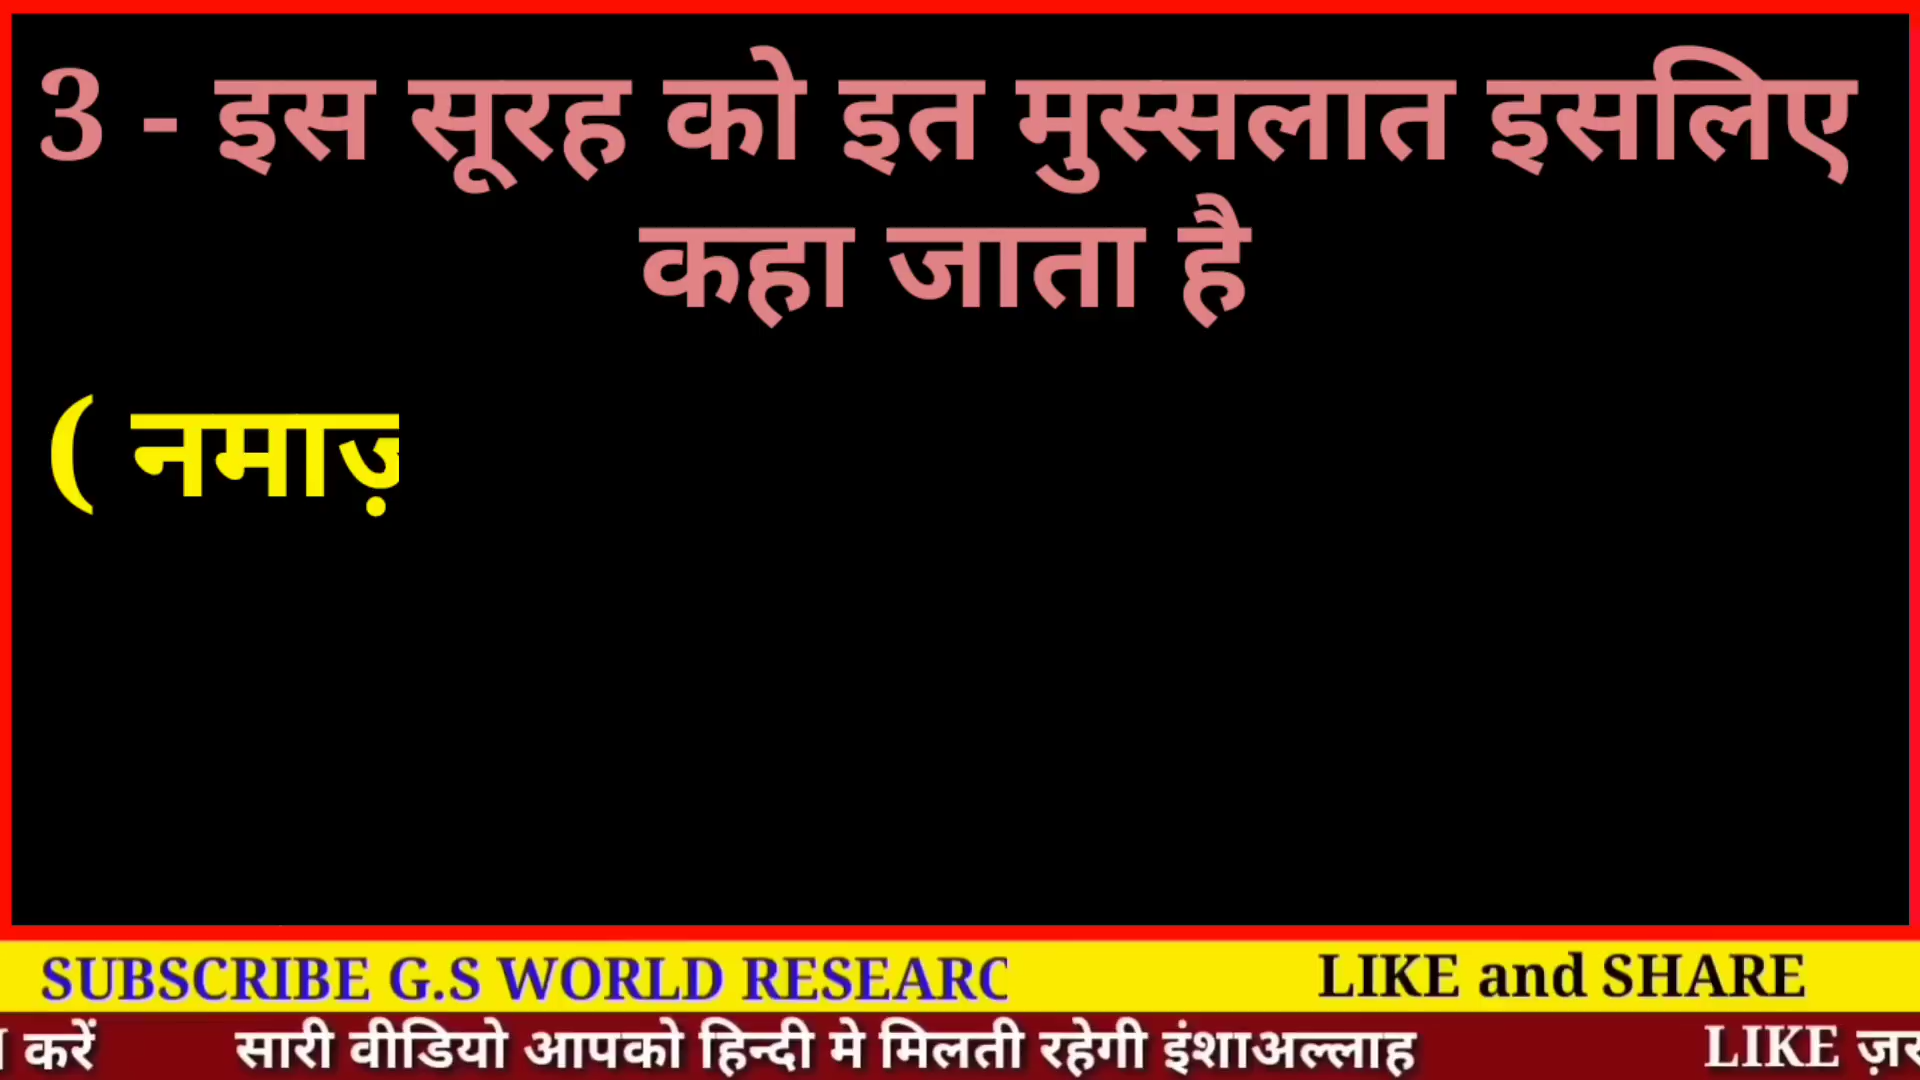 3 - इस सूरह को इत मुस्सलात इसलिए
कहा जाता है
( नमाज़
SUBSCRIBE G.S WORLD RESEARC LIKE and SHARE
करें सारी वीडियो आपको हिन्दी मे मिलती रहेगी इंशाअल्लाह LIKE